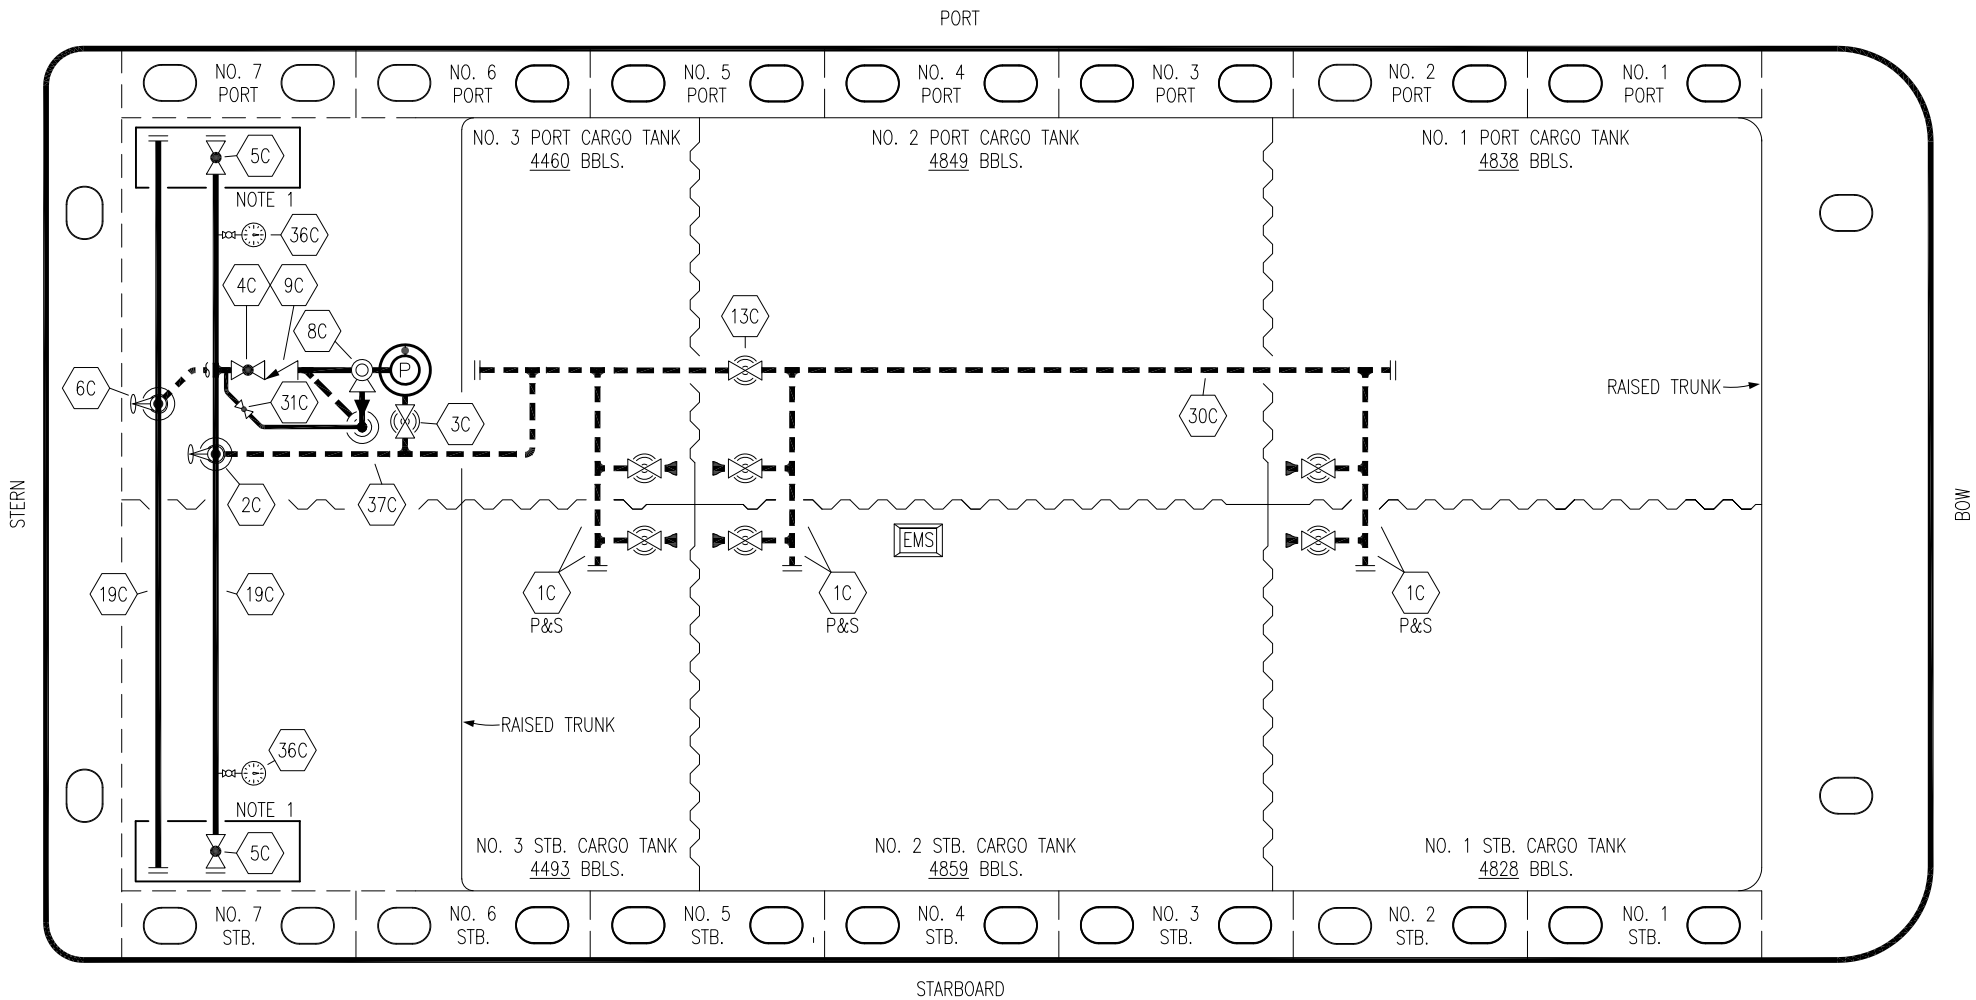 PORT
NO. 7
PORT
NO. 6
PORT
NO. 5
PORT
NO. 4
PORT
NO. 3
PORT
NO. 2
PORT
NO. 1
PORT
NO. 3 PORT CARGO TANK
4460 BBLS.
NO. 2 PORT CARGO TANK
4849 BBLS.
NO. 1 PORT CARGO TANK
4838 BBLS.
5C
NOTE 1
36C
4C
9C
8C
13C
P
6C
31C
3C
30C
RAISED TRUNK
2C
37C
STERN
BOW
EMS
19C
19C
1C
P&S
1C
P&S
1C
P&S
RAISED TRUNK
36C
NOTE 1
5C
NO. 3 STB. CARGO TANK
4493 BBLS.
NO. 2 STB. CARGO TANK
4859 BBLS.
NO. 1 STB. CARGO TANK
4828 BBLS.
NO. 7
STB.
NO. 6
STB.
NO. 5
STB.
NO. 4
STB.
NO. 3
STB.
NO. 2
STB.
NO. 1
STB.
STARBOARD